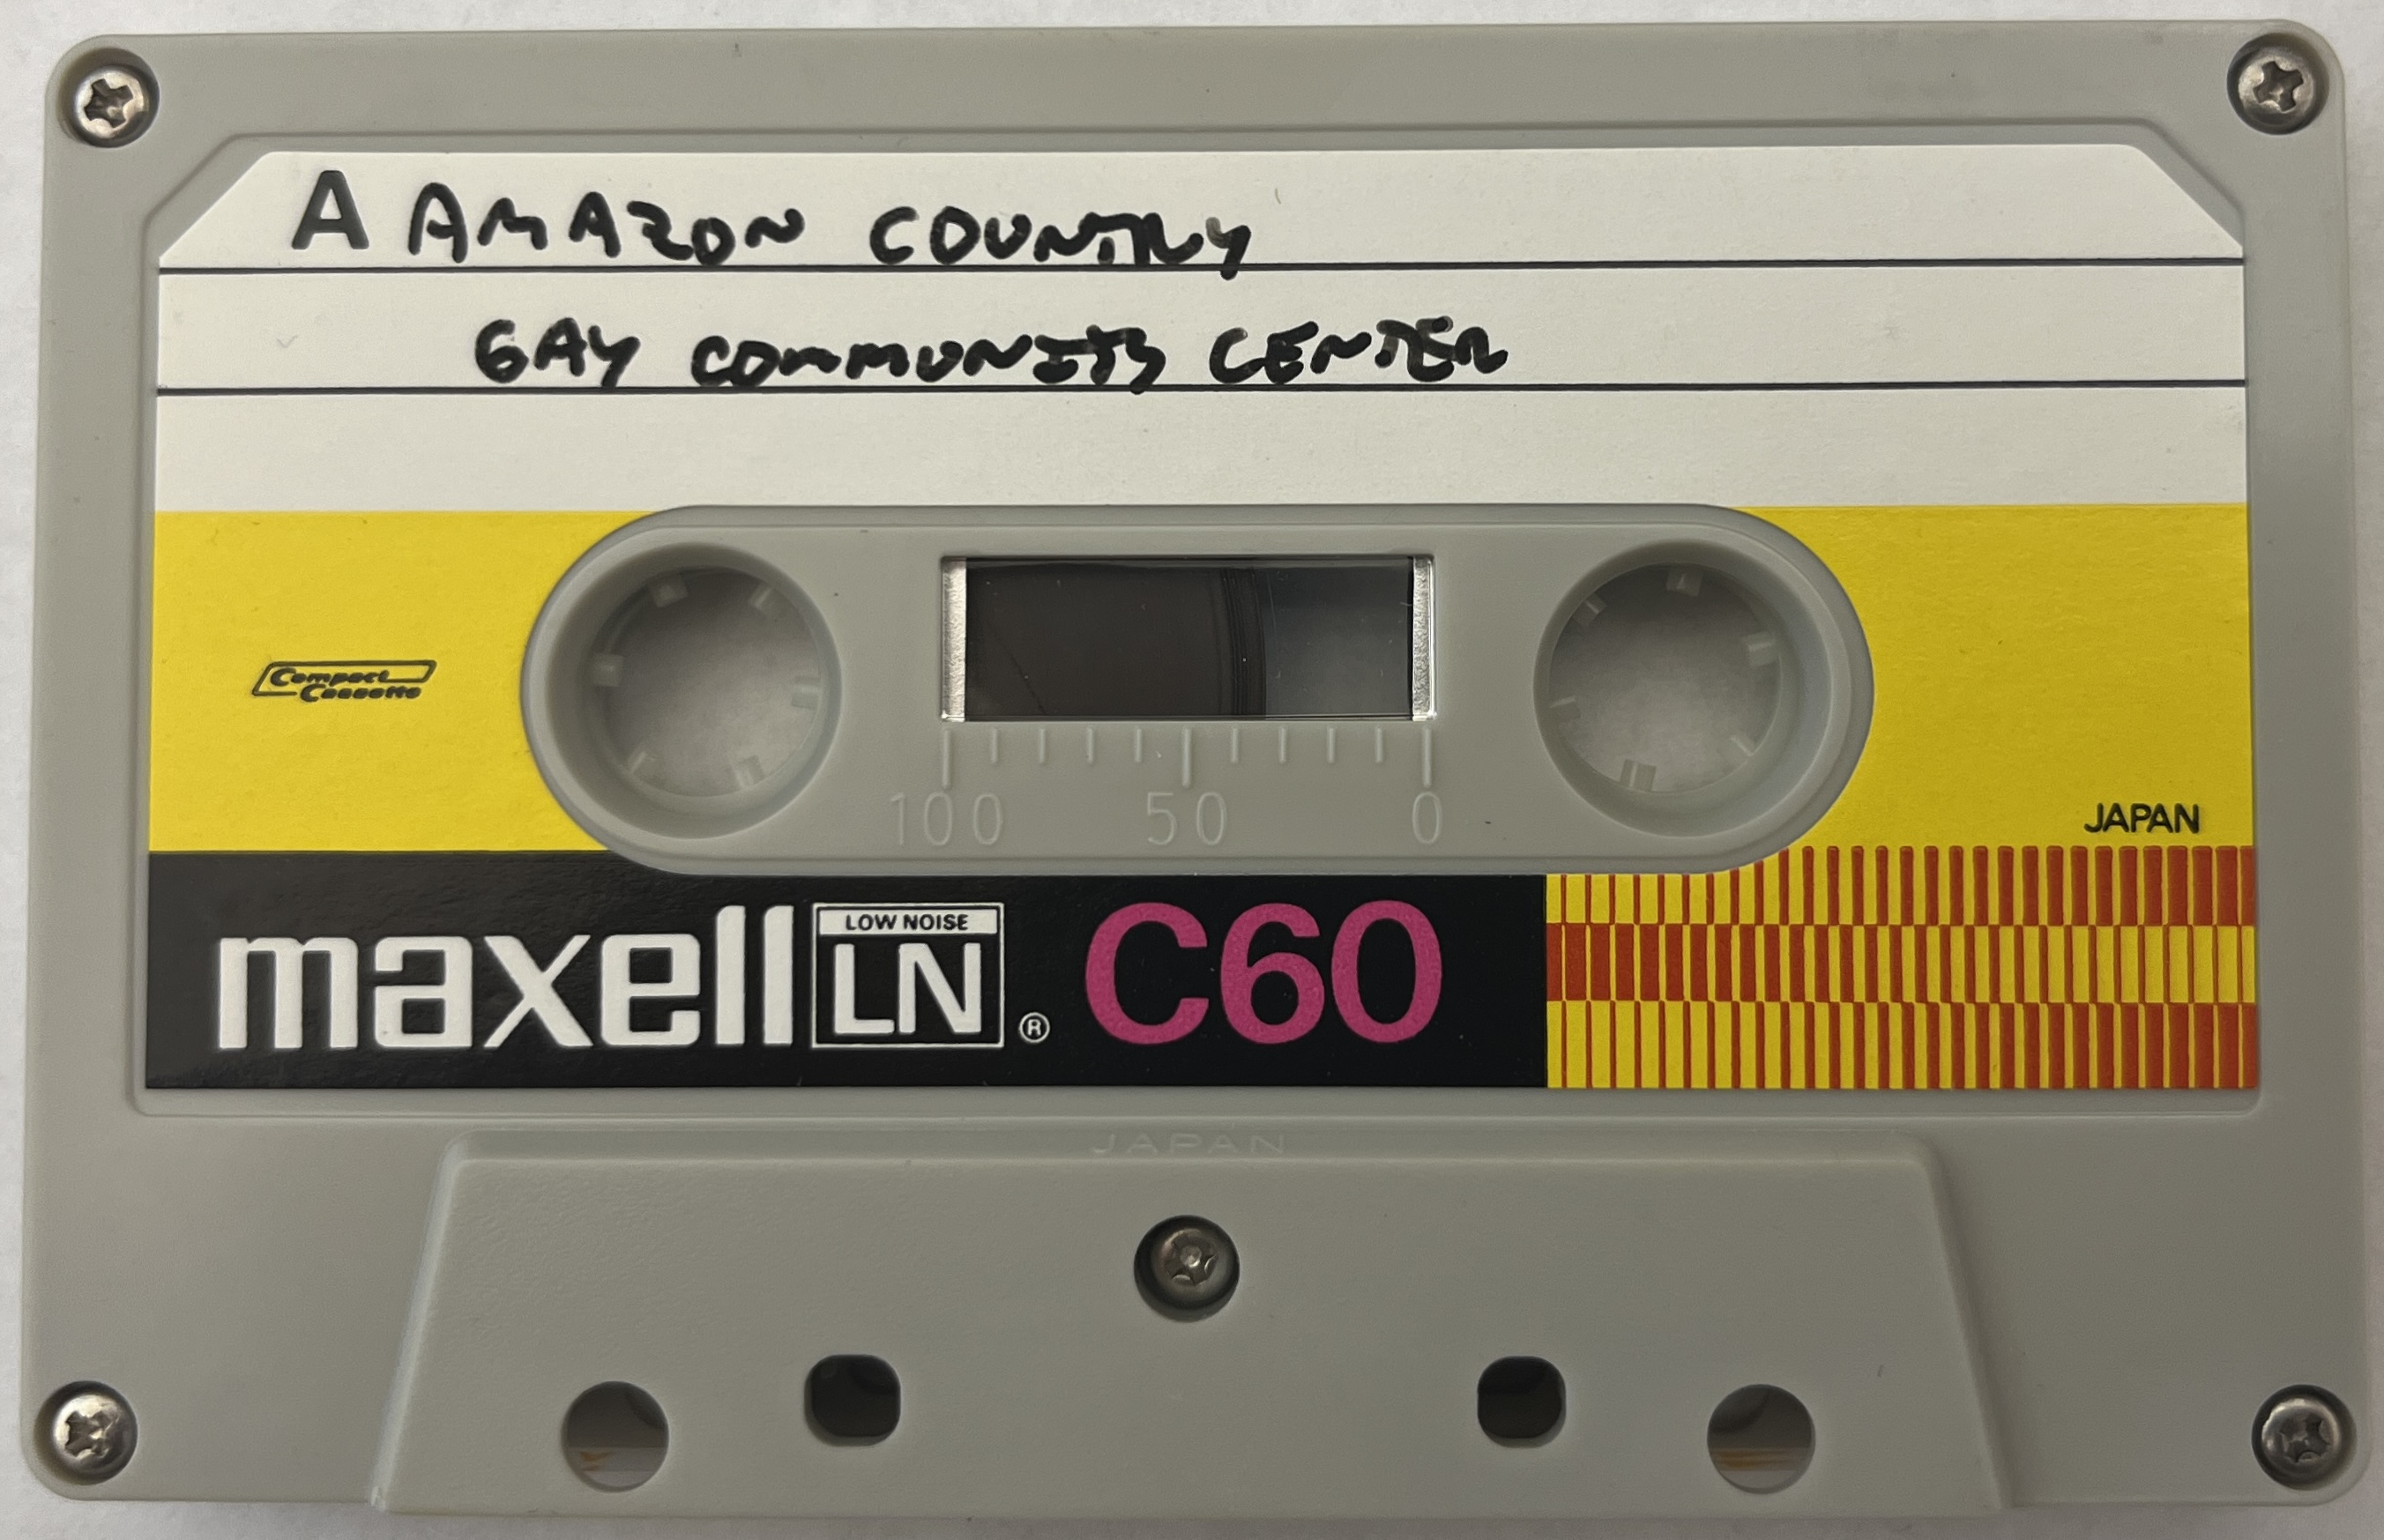 A AMAZON COUNTRY
GAY COMMUNITY CENTER
Compact
Cassette
100 50 0
JAPAN
maxell LOW NOISE LN ® C60
JAPAN